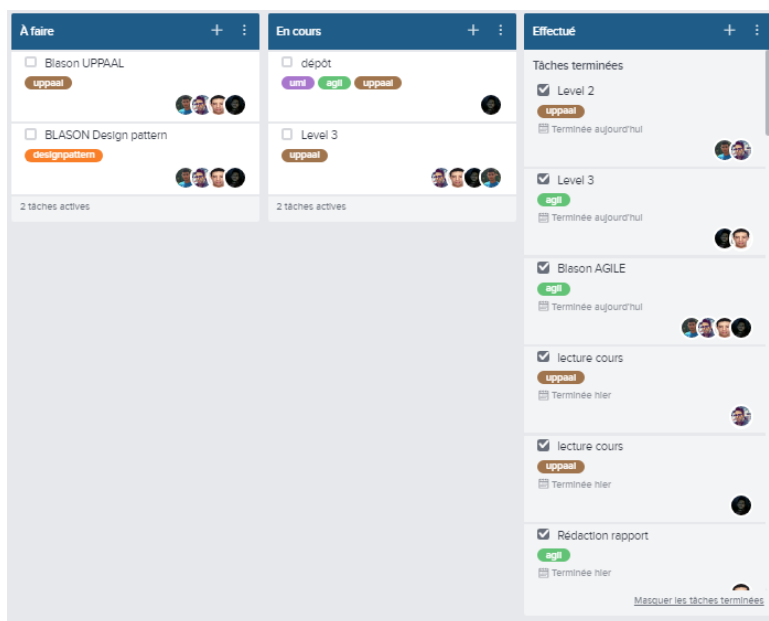 À faire
Blason UPPAAL
uppaal
BLASON Design pattern
designpattern
2 tâches actives
En cours
dépôt
uml agil uppaal
Level 3
uppaal
2 tâches actives
Effectué
Tâches terminées
Level 2
uppaal
Terminée aujourd'hui
Level 3
agil
Terminée aujourd'hui
Blason AGILE
agil
Terminée aujourd'hui
lecture cours
uppaal
Terminée hier
lecture cours
uppaal
Terminée hier
Rédaction rapport
agil
Terminée hier
Masquer les tâches terminées